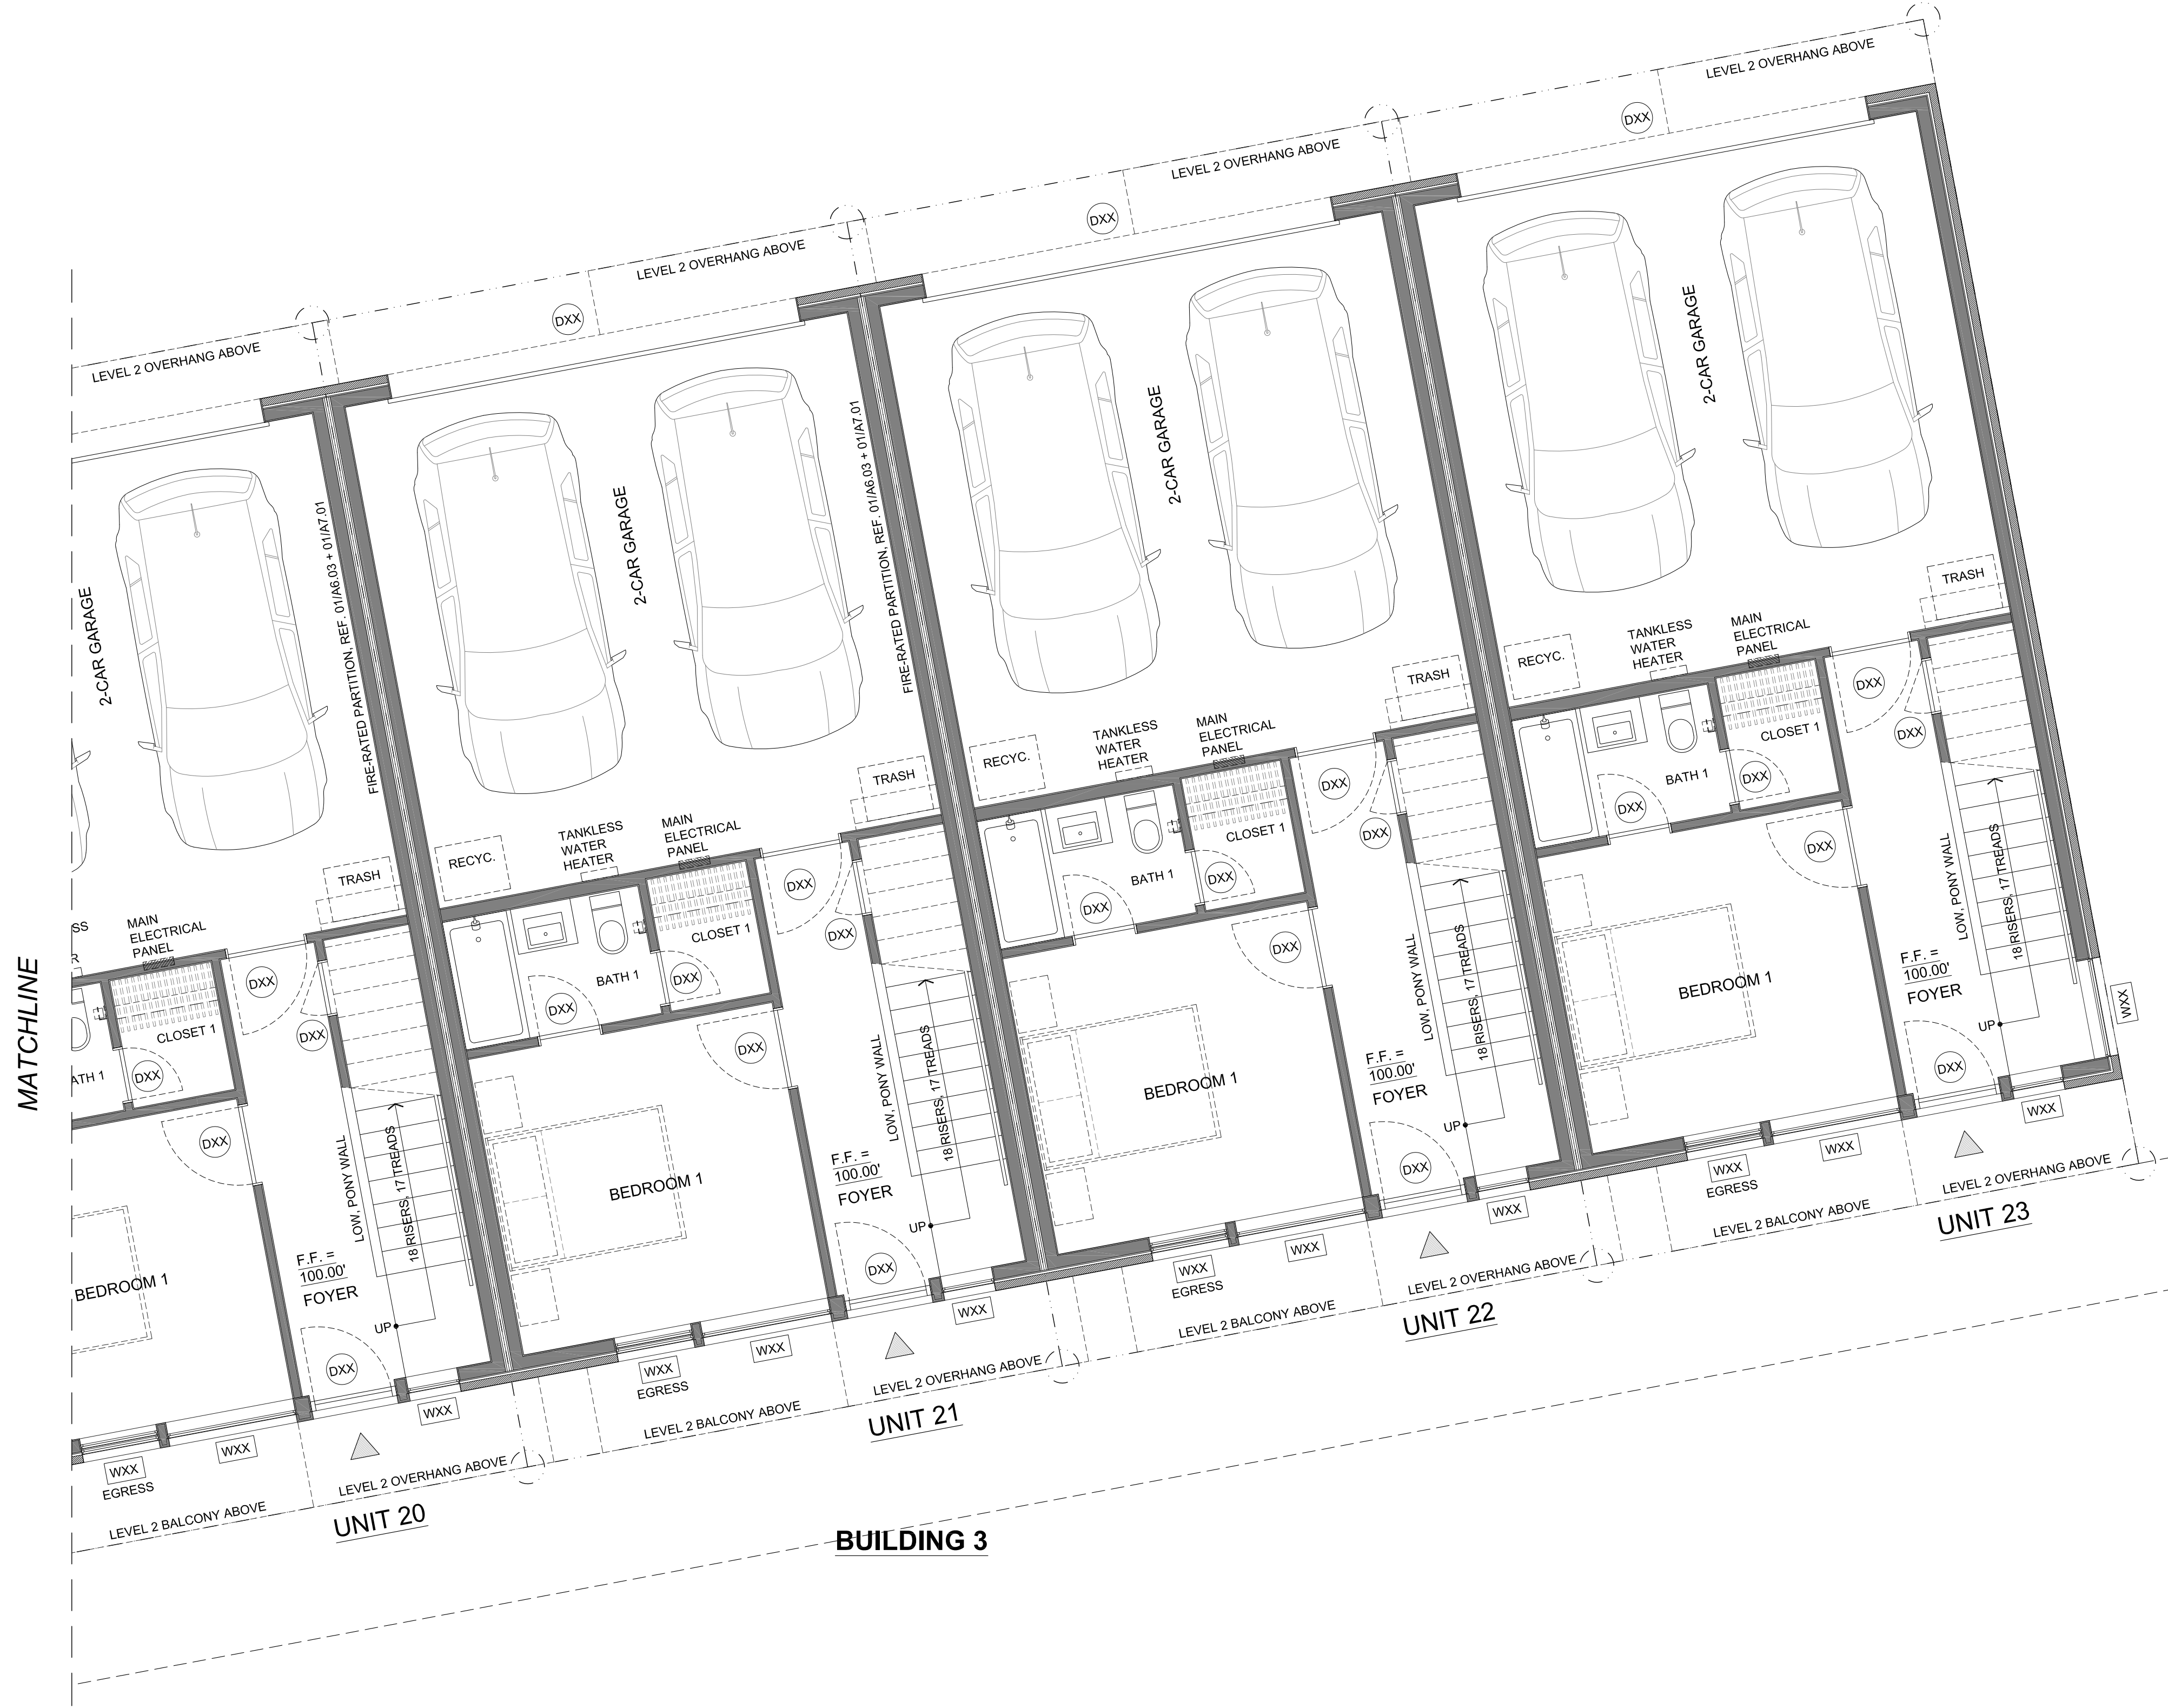 LEVEL 2 OVERHANG ABOVE
DXX
LEVEL 2 OVERHANG ABOVE
DXX
LEVEL 2 OVERHANG ABOVE
DXX
LEVEL 2 OVERHANG ABOVE
MATCHLINE
2-CAR GARAGE
FIRE-RATED PARTITION, REF. 01/A6.03 + 01/A7.01
TRASH
MAIN
ELECTRICAL
PANEL
SS
R
CLOSET 1
ATH 1
DXX
DXX
DXX
DXX
BEDROOM 1
LOW, PONY WALL
18 RISERS, 17 TREADS
F.F. =
100.00'
FOYER
UP
DXX
WXX
WXX
WXX
EGRESS
LEVEL 2 BALCONY ABOVE
LEVEL 2 OVERHANG ABOVE
UNIT 20
2-CAR GARAGE
FIRE-RATED PARTITION, REF. 01/A6.03 + 01/A7.01
TRASH
RECYC.
TANKLESS
WATER
HEATER
MAIN
ELECTRICAL
PANEL
CLOSET 1
BATH 1
DXX
DXX
DXX
DXX
DXX
BEDROOM 1
LOW, PONY WALL
18 RISERS, 17 TREADS
F.F. =
100.00'
FOYER
UP
DXX
WXX
WXX
WXX
EGRESS
LEVEL 2 BALCONY ABOVE
LEVEL 2 OVERHANG ABOVE
UNIT 21
2-CAR GARAGE
TRASH
RECYC.
TANKLESS
WATER
HEATER
MAIN
ELECTRICAL
PANEL
CLOSET 1
BATH 1
DXX
DXX
DXX
DXX
DXX
BEDROOM 1
LOW, PONY WALL
18 RISERS, 17 TREADS
F.F. =
100.00'
FOYER
UP
DXX
WXX
WXX
WXX
EGRESS
LEVEL 2 BALCONY ABOVE
LEVEL 2 OVERHANG ABOVE
UNIT 22
2-CAR GARAGE
TRASH
RECYC.
TANKLESS
WATER
HEATER
MAIN
ELECTRICAL
PANEL
CLOSET 1
BATH 1
DXX
DXX
DXX
DXX
DXX
BEDROOM 1
LOW, PONY WALL
18 RISERS, 17 TREADS
F.F. =
100.00'
FOYER
UP
DXX
WXX
WXX
WXX
WXX
EGRESS
LEVEL 2 BALCONY ABOVE
LEVEL 2 OVERHANG ABOVE
UNIT 23
BUILDING 3